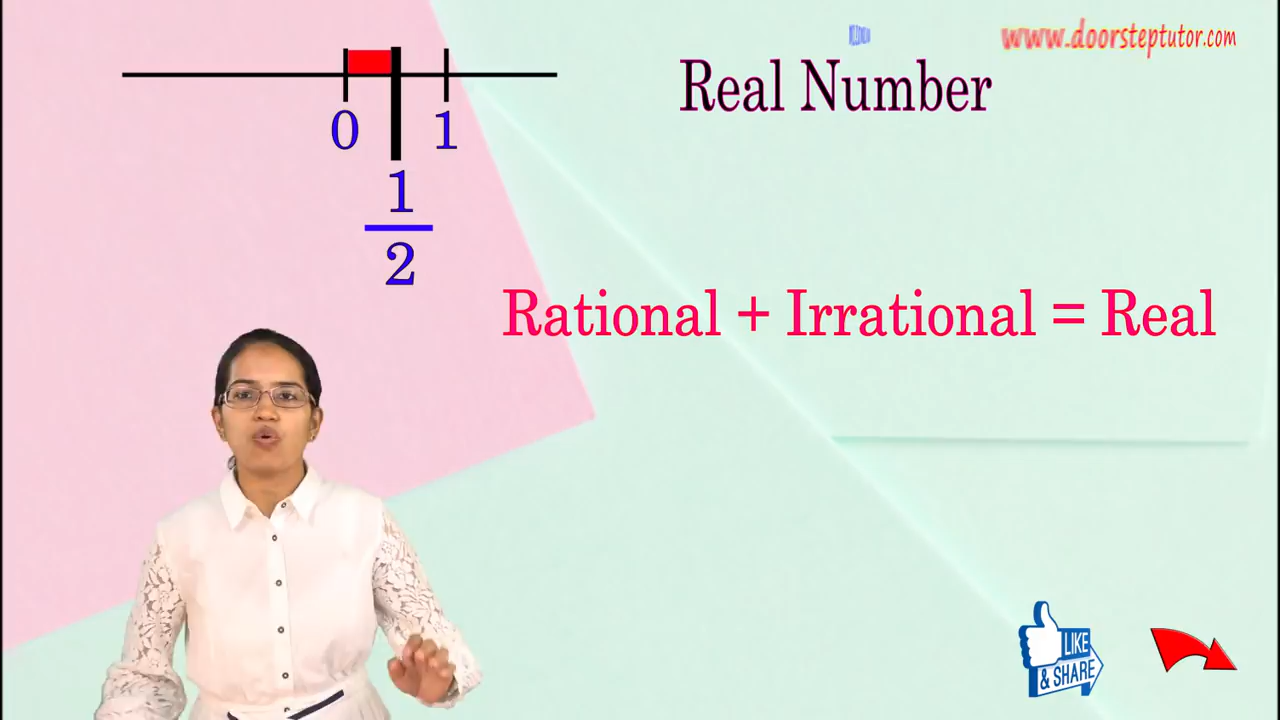 www.doorsteptutor.com
Real Number
0 1
1
2
Rational + Irrational = Real
LIKE
& SHARE